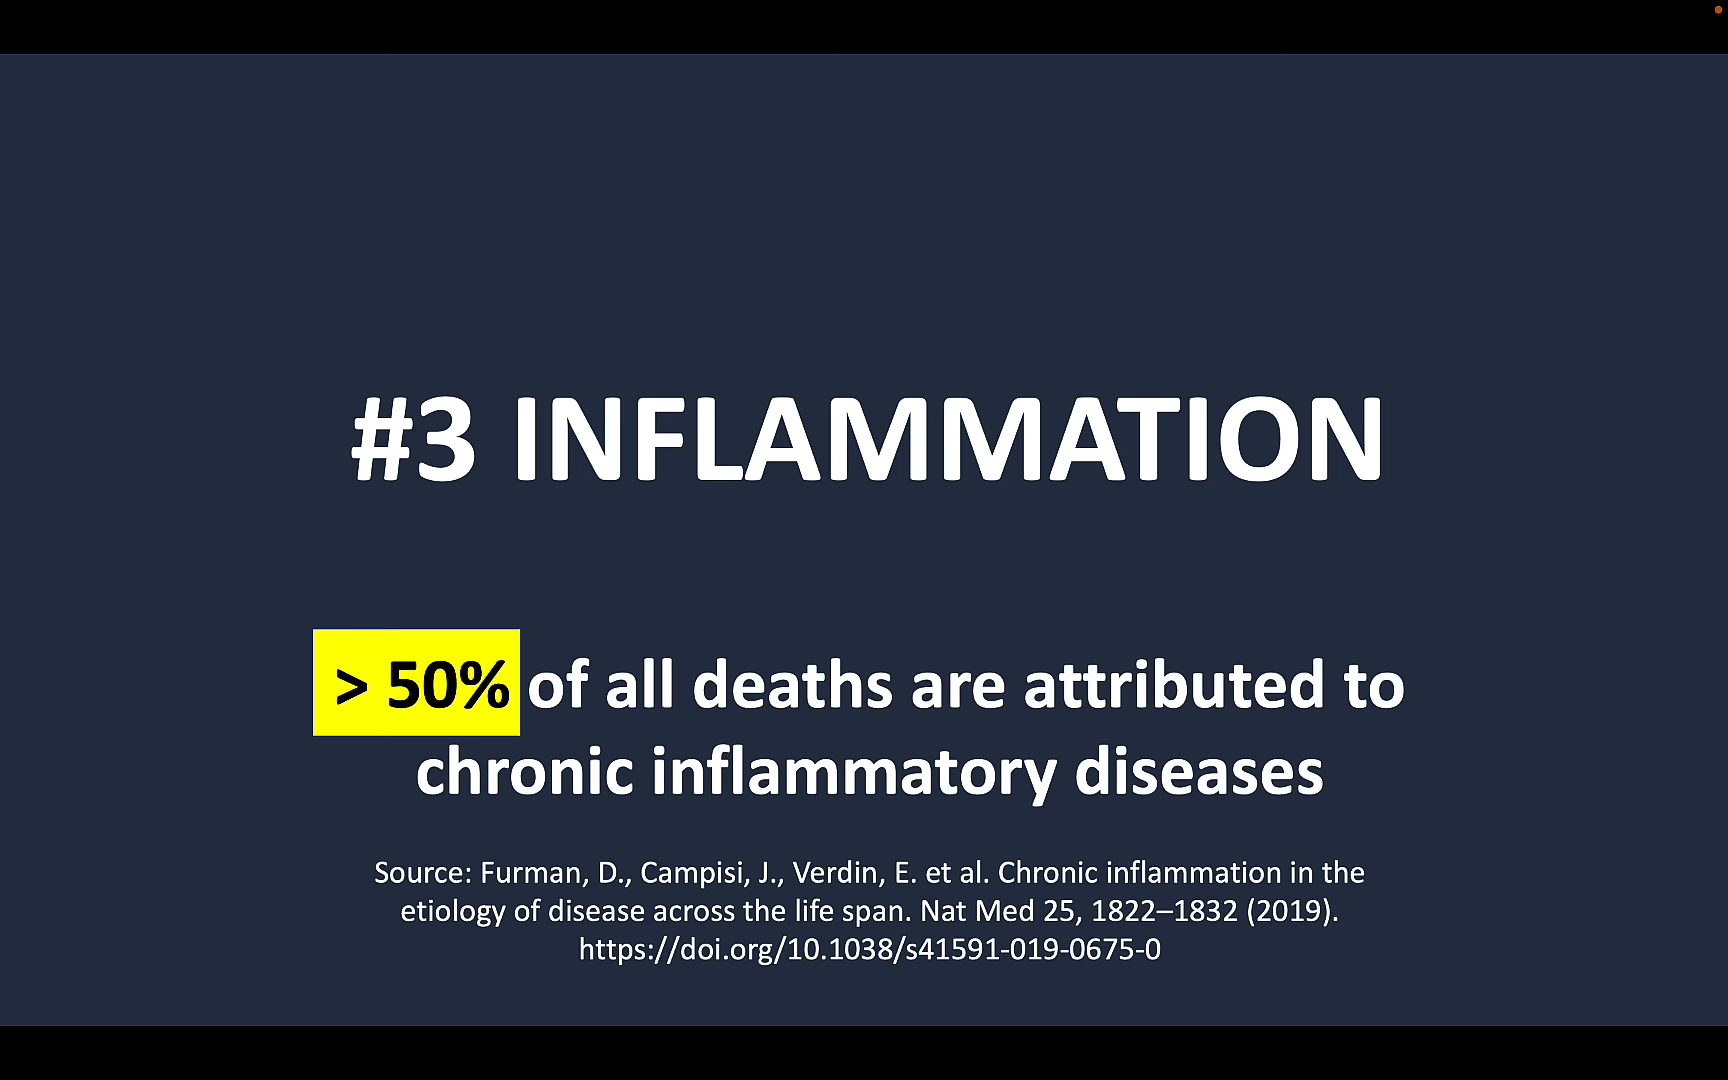 #3 INFLAMMATION
> 50% of all deaths are attributed to
chronic inflammatory diseases
Source: Furman, D., Campisi, J., Verdin, E. et al. Chronic inflammation in the
etiology of disease across the life span. Nat Med 25, 1822–1832 (2019).
https://doi.org/10.1038/s41591-019-0675-0